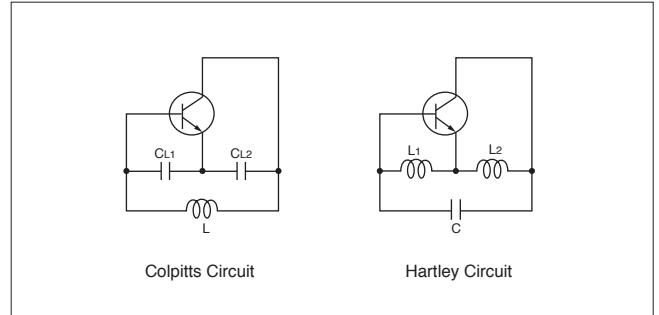 CL1 CL2
L
Colpitts Circuit
L1 L2
C
Hartley Circuit